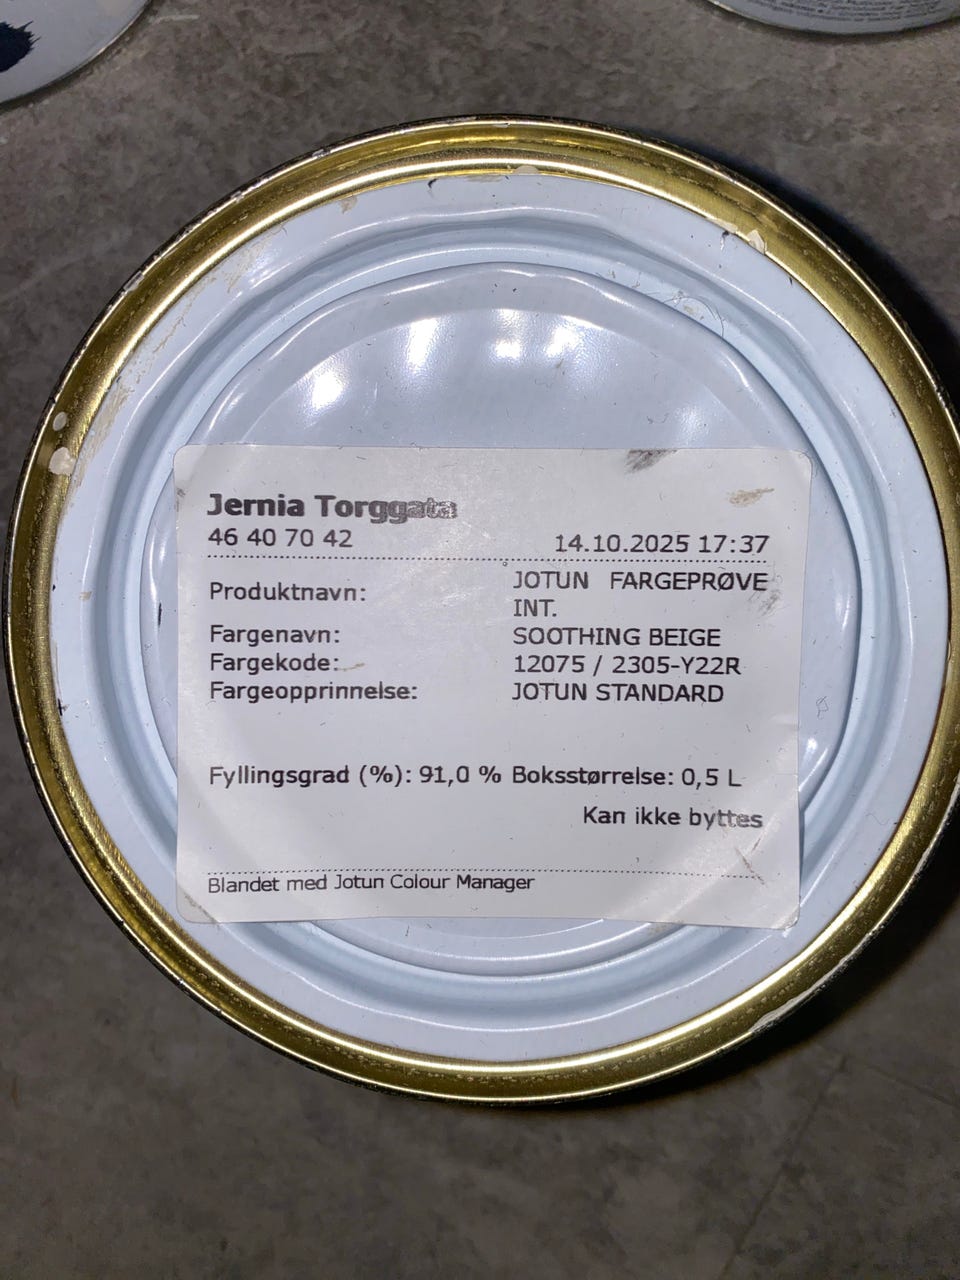 Jernia Torggata
46 40 70 42
14.10.2025 17:37
Produktnavn: JOTUN FARGEPRØVE
INT.
Fargenavn: SOOTHING BEIGE
Fargekode: 12075 / 2305-Y22R
Fargeopprinnelse: JOTUN STANDARD
Fyllingsgrad (%): 91,0 % Boksstørrelse: 0,5 L
Kan ikke byttes
Blandet med Jotun Colour Manager